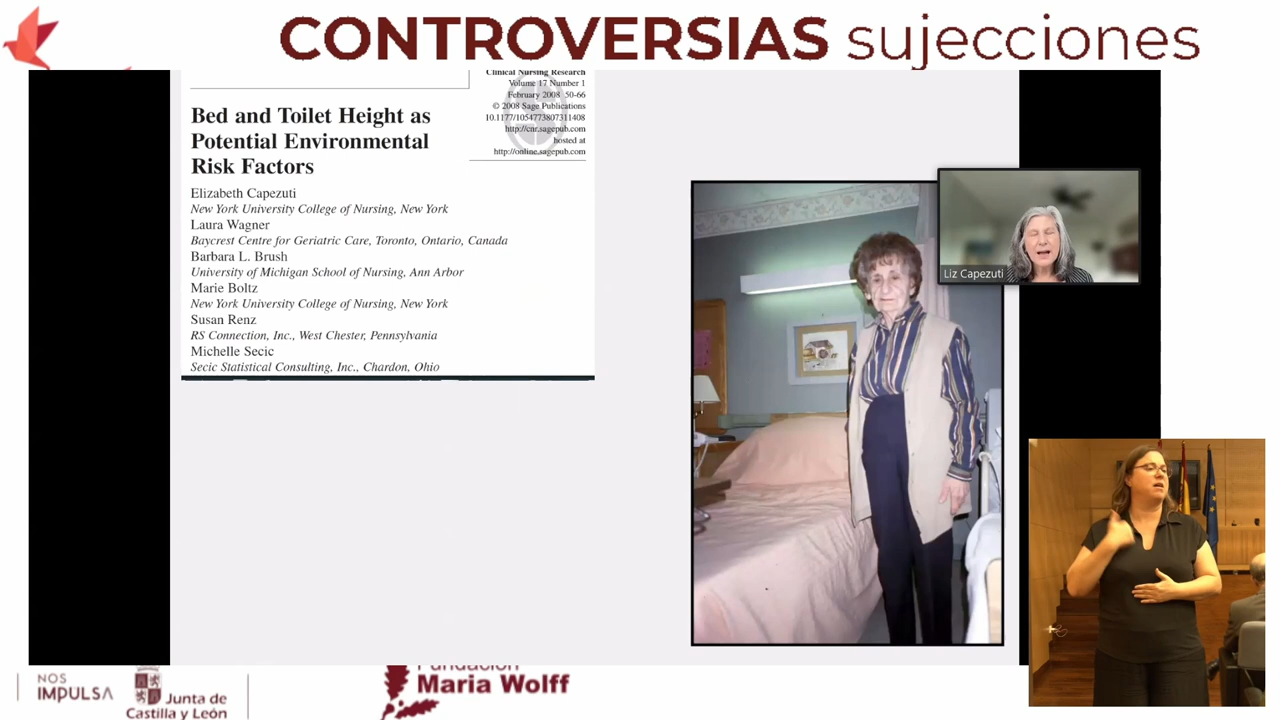 CONTROVERSIAS sujecciones
Clinical Nursing Research
Volume 17 Number 1
February 2008 50-66
© 2008 Sage Publications
10.1177/1054773807311408
http://cnr.sagepub.com
hosted at
http://online.sagepub.com
Bed and Toilet Height as
Potential Environmental
Risk Factors
Elizabeth Capezuti
New York University College of Nursing, New York
Laura Wagner
Baycrest Centre for Geriatric Care, Toronto, Ontario, Canada
Barbara L. Brush
University of Michigan School of Nursing, Ann Arbor
Marie Boltz
New York University College of Nursing, New York
Susan Renz
RS Connection, Inc., West Chester, Pennsylvania
Michelle Secic
Secic Statistical Consulting, Inc., Chardon, Ohio
Liz Capezuti
NOS
IMPULSA
Junta de
Castilla y León
Fundación
Maria Wolff